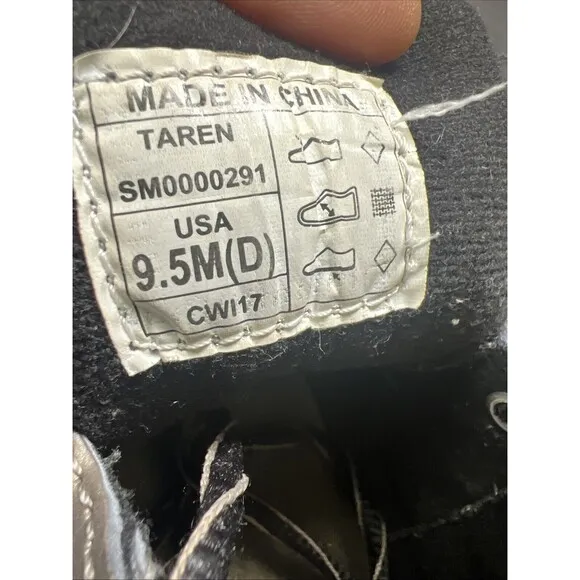 MADE IN CHINA
TAREN
SM0000291
USA
9.5M(D)
CWI17